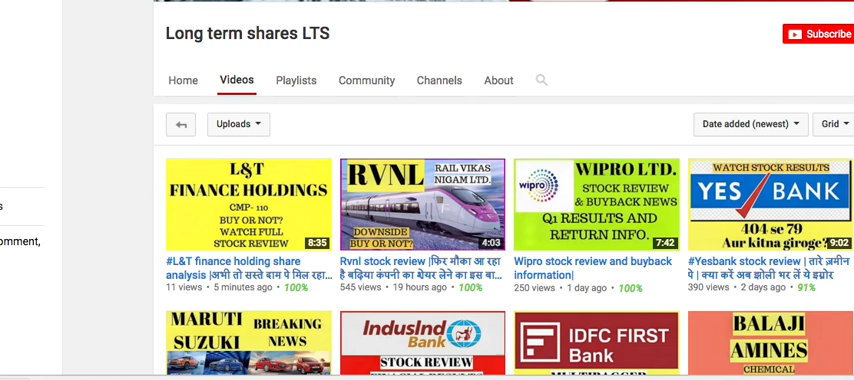 Long term shares LTS
Subscribe
Home Videos Playlists Community Channels About
Uploads
Date added (newest)
Grid
s
omment,
L&T
FINANCE HOLDINGS
CMP- 110
BUY OR NOT?
WATCH FULL
STOCK REVIEW
8:35
#L&T finance holding share
analysis |अभी तो सस्ते दाम पे मिल रहा...
11 views • 5 minutes ago • 100%
RVNL
RAIL VIKAS
NIGAM LTD.
DOWNSIDE
BUY OR NOT?
4:03
Rvnl stock review |फिर मौका आ रहा
है बढ़िया कंपनी का शेयर लेने का इस बा...
545 views • 19 hours ago • 100%
wipro
WIPRO LTD.
STOCK REVIEW
& BUYBACK NEWS
Q1 RESULTS AND
RETURN INFO.
7:42
Wipro stock review and buyback
information|
250 views • 1 day ago • 100%
WATCH STOCK RESULTS
YES BANK
404 se 79
Aur kitna giroge?
9:02
#Yesbank stock review | तारे ज़मीन
पे | क्या करें अब झोली भर लें ये इग्नोर
390 views • 2 days ago • 91%
MARUTI
SUZUKI
BREAKING
NEWS
IndusInd
Bank
STOCK REVIEW
IDFC FIRST
Bank
BALAJI
AMINES
CHEMICAL